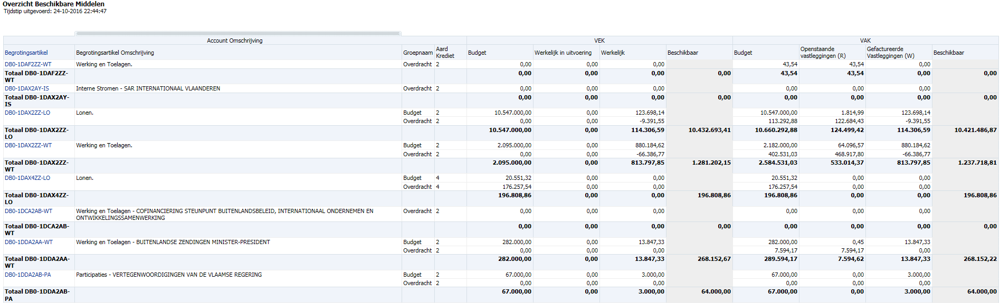 Overzicht Beschikbare Middelen
Tijdstip uitgevoerd: 24-10-2016 22:44:47
Account Omschrijving VEK VAK
Begrotingsartikel Begrotingsartikel Omschrijving Groepnaam Aard Krediet Budget Werkelijk in uitvoering Werkelijk Beschikbaar Budget Openstaande vastleggingen (R) Gefactureerde Vastleggingen (W) Beschikbaar
DB0-1DAF2ZZ-WT Werking en Toelagen. Overdracht 2 0,00 0,00 0,00 43,54 43,54 0,00
Totaal DB0-1DAF2ZZ-WT 0,00 0,00 0,00 0,00 43,54 43,54 0,00 0,00
DB0-1DAX2AY-IS Interne Stromen - SAR INTERNATIONAAL VLAANDEREN Overdracht 2 0,00 0,00 0,00 0,00 0,00 0,00
Totaal DB0-1DAX2AY-IS 0,00 0,00 0,00 0,00 0,00 0,00 0,00 0,00
DB0-1DAX2ZZ-LO Lonen. Budget 2 10.547.000,00 0,00 123.698,14 10.547.000,00 1.814,99 123.698,14
Overdracht 2 0,00 0,00 -9.391,55 113.292,88 122.684,43 -9.391,55
Totaal DB0-1DAX2ZZ-LO 10.547.000,00 0,00 114.306,59 10.432.693,41 10.660.292,88 124.499,42 114.306,59 10.421.486,87
DB0-1DAX2ZZ-WT Werking en Toelagen. Budget 2 2.095.000,00 0,00 880.184,62 2.182.000,00 64.096,57 880.184,62
Overdracht 2 0,00 0,00 -66.386,77 402.531,03 468.917,80 -66.386,77
Totaal DB0-1DAX2ZZ-WT 2.095.000,00 0,00 813.797,85 1.281.202,15 2.584.531,03 533.014,37 813.797,85 1.237.718,81
DB0-1DAX4ZZ-LO Lonen. Budget 4 20.551,32 0,00 0,00 20.551,32 0,00 0,00
Overdracht 4 176.257,54 0,00 0,00 176.257,54 0,00 0,00
Totaal DB0-1DAX4ZZ-LO 196.808,86 0,00 0,00 196.808,86 196.808,86 0,00 0,00 196.808,86
DB0-1DCA2AB-WT Werking en Toelagen - COFINANCIERING STEUNPUNT BUITENLANDSBELEID, INTERNATIONAAL ONDERNEMEN EN ONTWIKKELINGSSAMENWERKING Overdracht 2 0,00 0,00 0,00 0,00 0,00 0,00
Totaal DB0-1DCA2AB-WT 0,00 0,00 0,00 0,00 0,00 0,00 0,00 0,00
DB0-1DDA2AA-WT Werking en Toelagen - BUITENLANDSE ZENDINGEN MINISTER-PRESIDENT Budget 2 282.000,00 0,00 13.847,33 282.000,00 0,45 13.847,33
Overdracht 2 0,00 0,00 0,00 7.594,17 7.594,17 0,00
Totaal DB0-1DDA2AA-WT 282.000,00 0,00 13.847,33 268.152,67 289.594,17 7.594,62 13.847,33 268.152,22
DB0-1DDA2AB-PA Participaties - VERTEGENWOORDIGINGEN VAN DE VLAAMSE REGERING Budget 2 67.000,00 0,00 3.000,00 67.000,00 0,00 3.000,00
Overdracht 2 0,00 0,00 0,00 0,00 0,00 0,00
Totaal DB0-1DDA2AB-PA 67.000,00 0,00 3.000,00 64.000,00 67.000,00 0,00 3.000,00 64.000,00